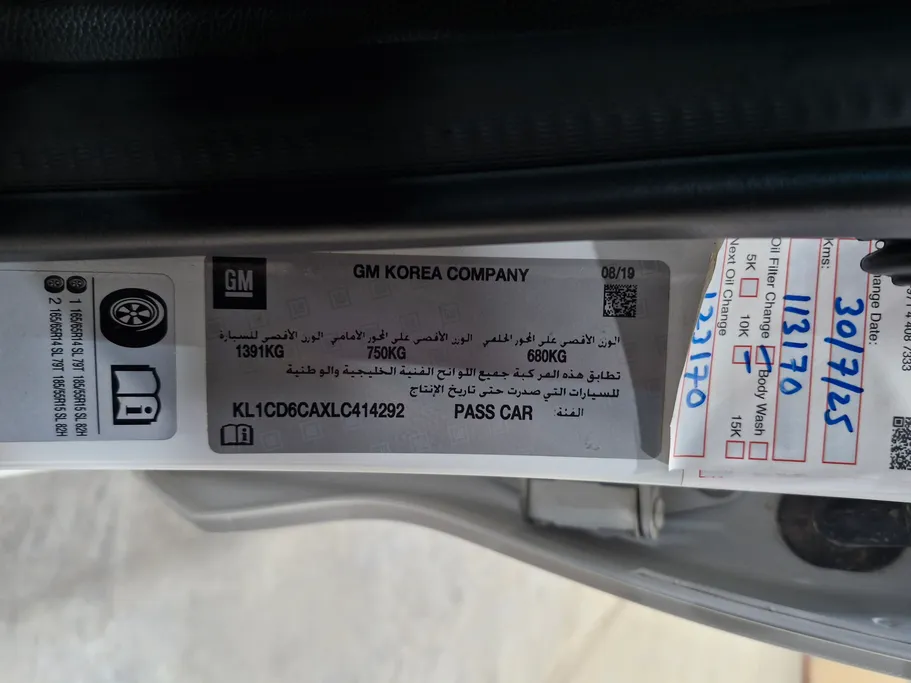 1 165/65R14 SL 79T 185/55R15 SL 82H
2 165/65R14 SL 79T 185/55R15 SL 82H
GM
GM KOREA COMPANY
08/19
الوزن الأقصى على المحور الخلفي الوزن الأقصى على المحور الأمامي الوزن الأقصى للسيارة
1391KG 750KG 680KG
تطابق هذه المركبة جميع اللوائح الفنية الخليجية والوطنية
للسيارات التي صدرت حتى تاريخ الإنتاج
KL1CD6CAXLC414292 PASS CAR الفئة:
408 7333
ange Date:
30/7/25
Kms:
113170
Oil Filter Change Body Wash
5K 10K 15K
Next Oil Change
123170